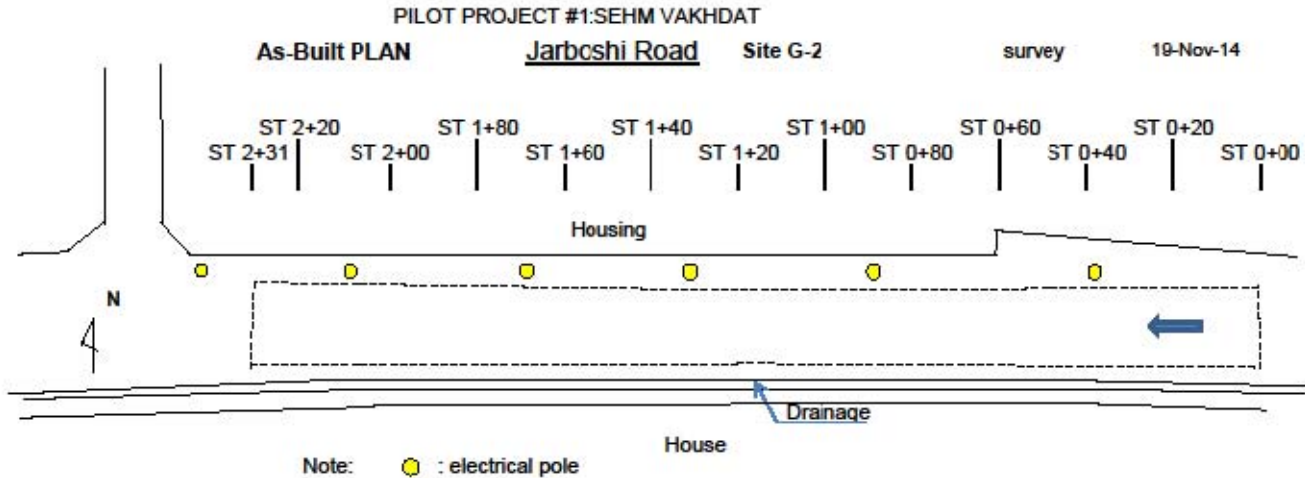 PILOT PROJECT #1:SEHM VAKHDAT
As-Built PLAN Jarboshi Road Site G-2 survey 19-Nov-14
ST 2+20 ST 1+80 ST 1+40 ST 1+00 ST 0+60 ST 0+20
ST 2+31 ST 2+00 ST 1+60 ST 1+20 ST 0+80 ST 0+40 ST 0+00
Housing
N
Drainage
House
Note: : electrical pole